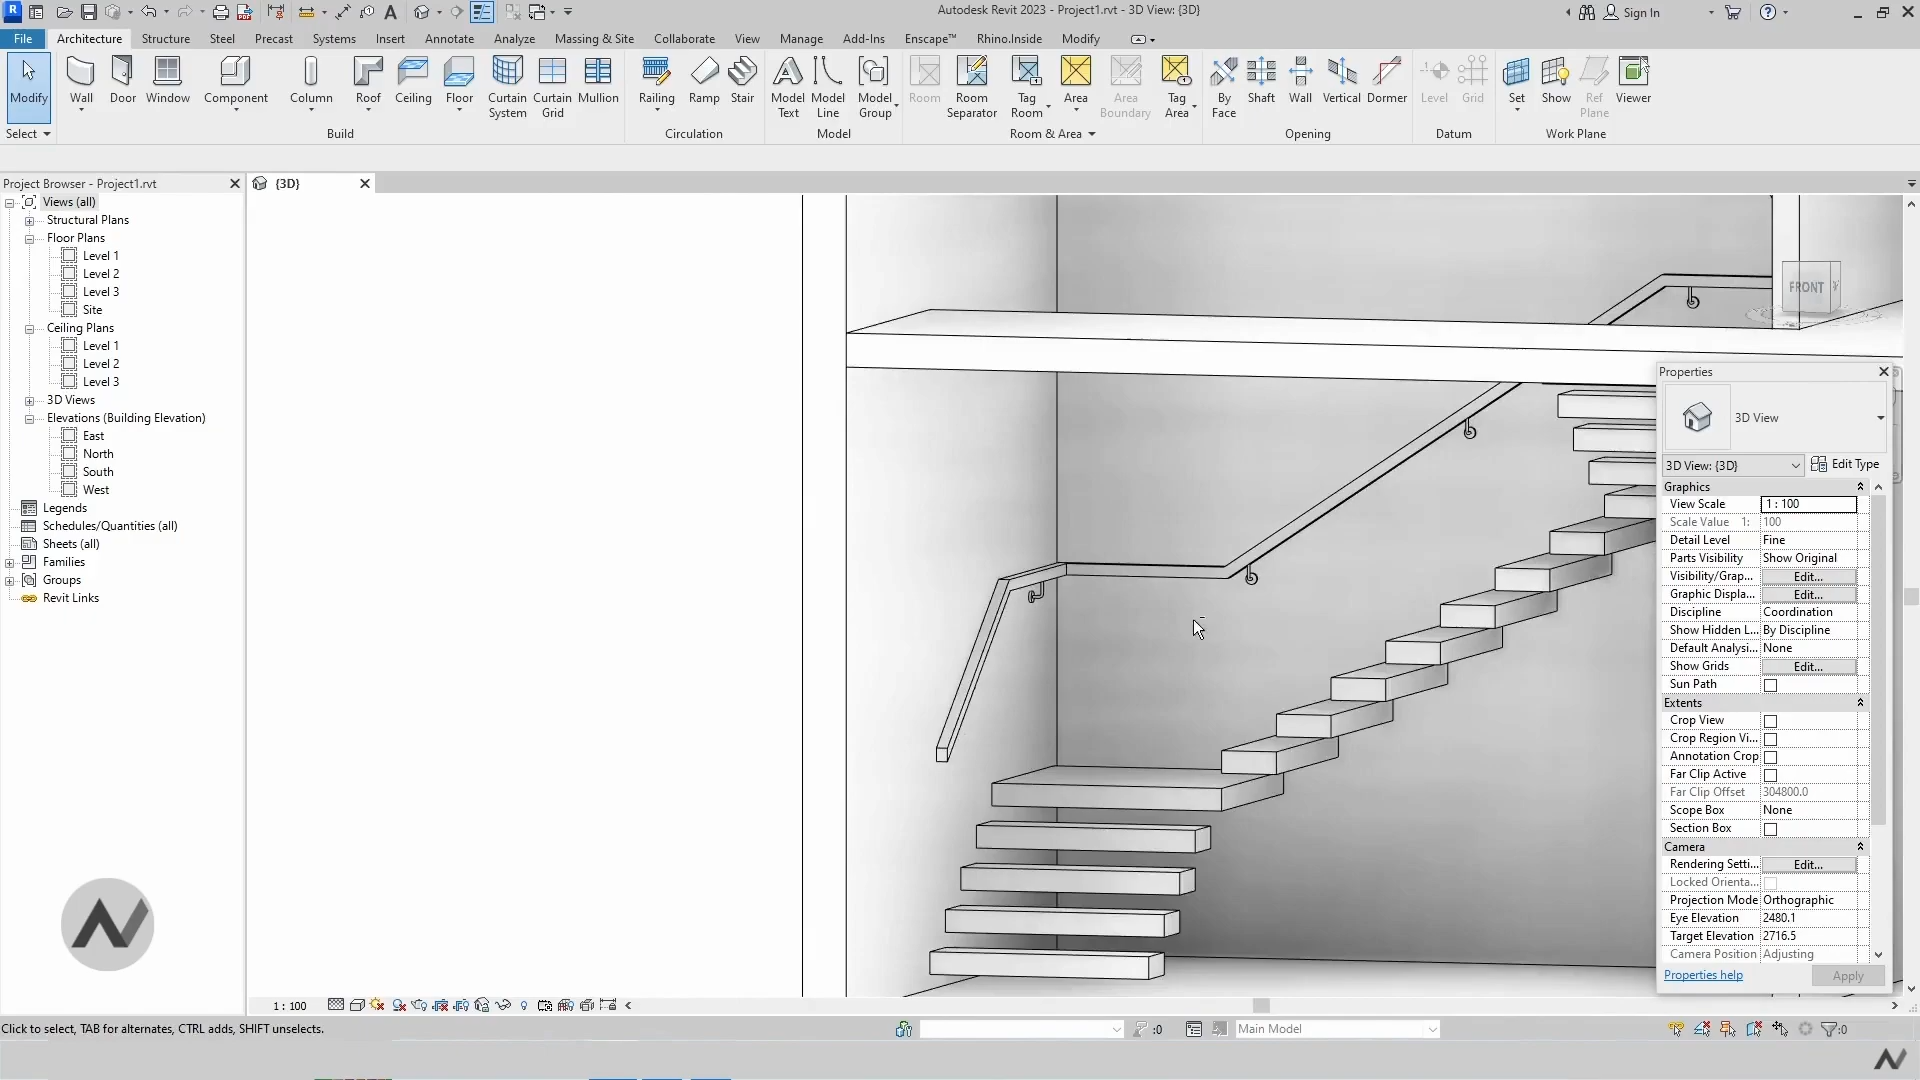 Autodesk Revit 2023 - Project1.rvt - 3D View: {3D}
Sign In
File Architecture Structure Steel Precast Systems Insert Annotate Analyze Massing & Site Collaborate View Manage Add-Ins Enscape™ Rhino.Inside Modify
Modify Wall Door Window Component Column Roof Ceiling Floor Curtain System Curtain Grid Mullion Railing Ramp Stair Model Text Model Line Model Group Room Room Separator Tag Room Area Area Boundary Tag Area By Face Shaft Wall Vertical Dormer Level Grid Set Show Ref Plane Viewer
Select Build Circulation Model Room & Area Opening Datum Work Plane
Project Browser - Project1.rvt
{3D}
Views (all)
Structural Plans
Floor Plans
Level 1
Level 2
Level 3
Site
Ceiling Plans
Level 1
Level 2
Level 3
3D Views
Elevations (Building Elevation)
East
North
South
West
Legends
Schedules/Quantities (all)
Sheets (all)
Families
Groups
Revit Links
FRONT
Properties
3D View
3D View: {3D} Edit Type
Graphics
View Scale 1 : 100
Scale Value 1: 100
Detail Level Fine
Parts Visibility Show Original
Visibility/Grap... Edit...
Graphic Displa... Edit...
Discipline Coordination
Show Hidden L... By Discipline
Default Analysi... None
Show Grids Edit...
Sun Path
Extents
Crop View
Crop Region Vi...
Annotation Crop
Far Clip Active
Far Clip Offset 304800.0
Scope Box None
Section Box
Camera
Rendering Setti... Edit...
Locked Orienta...
Projection Mode Orthographic
Eye Elevation 2480.1
Target Elevation 2716.5
Camera Position Adjusting
Properties help Apply
1 : 100
Click to select, TAB for alternates, CTRL adds, SHIFT unselects.
:0
Main Model
:0